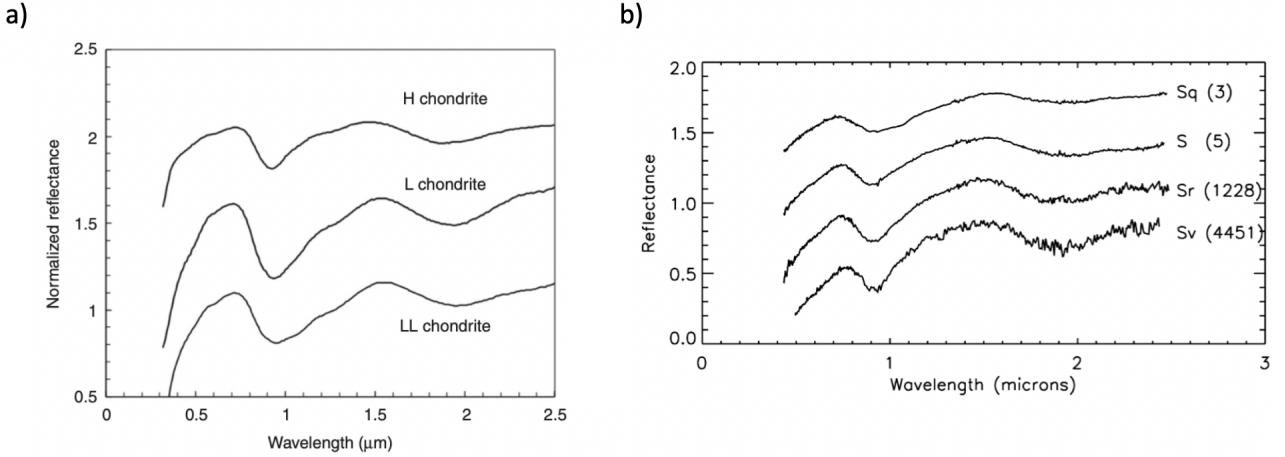 a)
2.5
2
1.5
1
0.5
0
0.5
1
1.5
2
2.5
Normalized reflectance
Wavelength (μm)
H chondrite
L chondrite
LL chondrite
b)
2.0
1.5
1.0
0.5
0.0
0
1
2
3
Reflectance
Wavelength (microns)
Sq (3)
S (5)
Sr (1228)
Sv (4451)